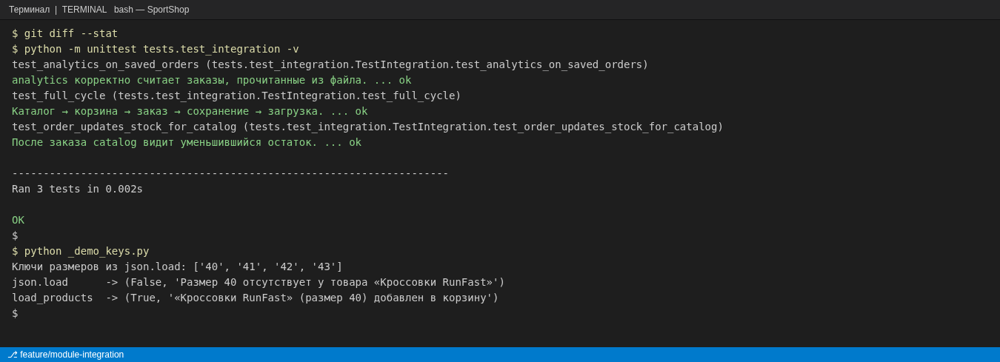 Терминал | TERMINAL bash — SportShop
$ git diff --stat
$ python -m unittest tests.test_integration -v
test_analytics_on_saved_orders (tests.test_integration.TestIntegration.test_analytics_on_saved_orders)
analytics корректно считает заказы, прочитанные из файла. ... ok
test_full_cycle (tests.test_integration.TestIntegration.test_full_cycle)
Каталог → корзина → заказ → сохранение → загрузка. ... ok
test_order_updates_stock_for_catalog (tests.test_integration.TestIntegration.test_order_updates_stock_for_catalog)
После заказа catalog видит уменьшившийся остаток. ... ok
----------------------------------------------------------------------
Ran 3 tests in 0.002s
OK
$
$ python _demo_keys.py
Ключи размеров из json.load: ['40', '41', '42', '43']
json.load      -> (False, 'Размер 40 отсутствует у товара «Кроссовки RunFast»')
load_products  -> (True, '«Кроссовки RunFast» (размер 40) добавлен в корзину')
$
⎇ feature/module-integration